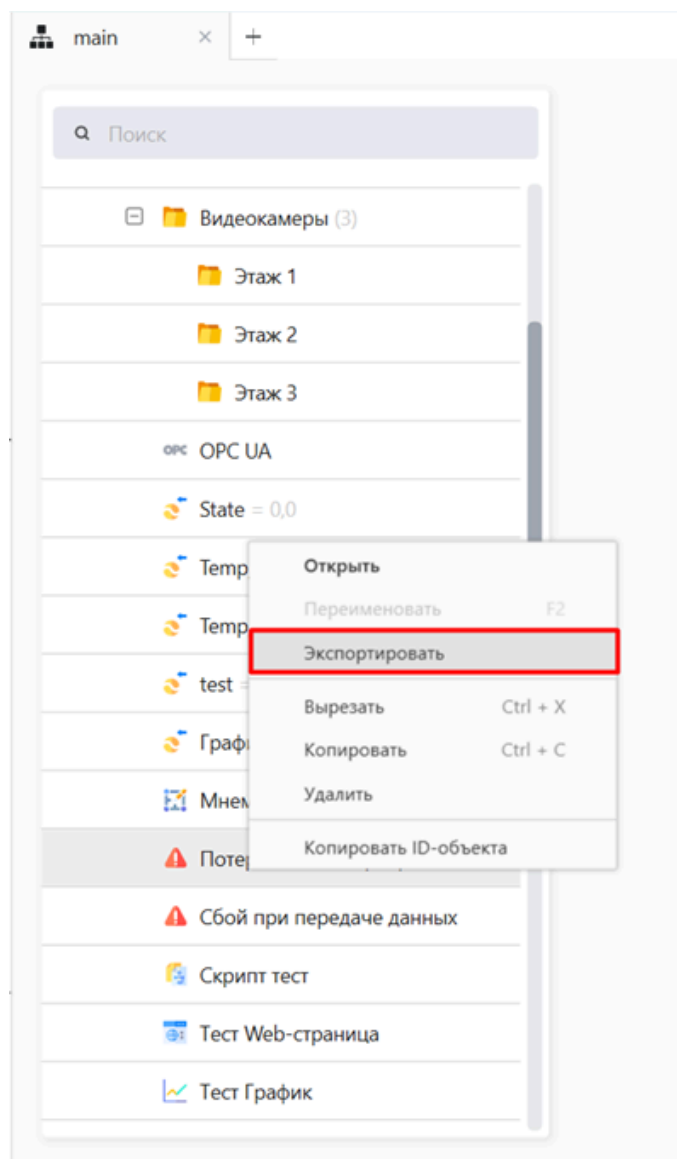 main × +
Поиск
Видеокамеры (3)
Этаж 1
Этаж 2
Этаж 3
OPC OPC UA
State = 0,0
Temp
Открыть
Temp
Переименовать F2
Экспортировать
test =
Вырезать Ctrl + X
Граф
Копировать Ctrl + C
Мнем
Удалить
Копировать ID-объекта
Потер
Сбой при передаче данных
Скрипт тест
Тест Web-страница
Тест График